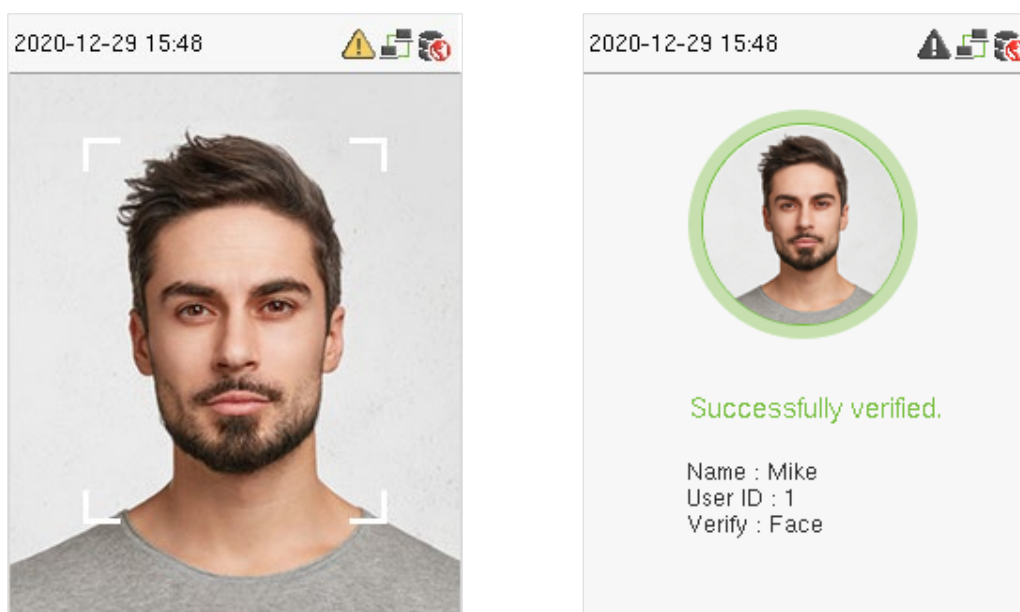 2020-12-29 15:48
2020-12-29 15:48
Successfully verified.
Name : Mike
User ID : 1
Verify : Face